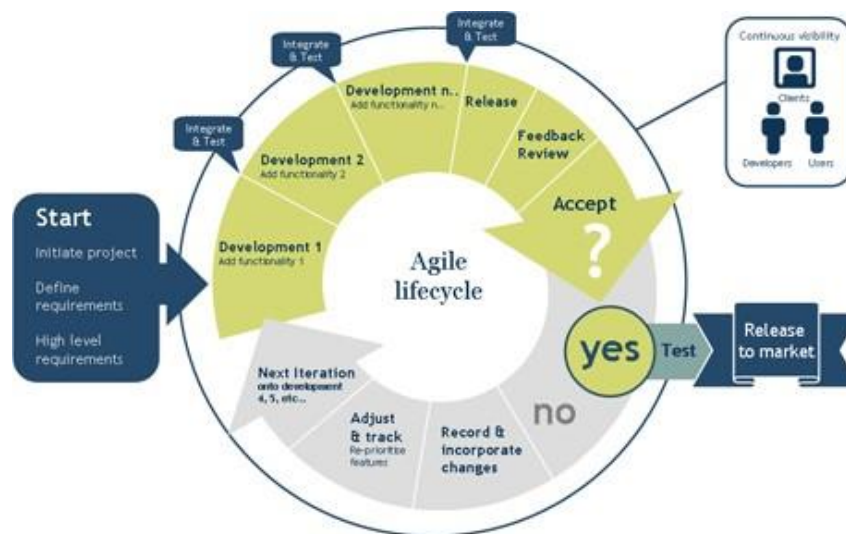 Start
Initiate project
Define
requirements
High level
requirements
Integrate
& Test
Integrate
& Test
Integrate
& Test
Development 1
Add functionality 1
Development 2
Add functionality 2
Development n..
Add functionality n...
Release
Feedback
Review
Accept
?
yes
Test
Release
to market
no
Record &
incorporate
changes
Adjust
& track
Re-prioritise
features
Next Iteration
onto development
4, 5, etc...
Agile
lifecycle
Continuous visibility
Clients
Developers
Users